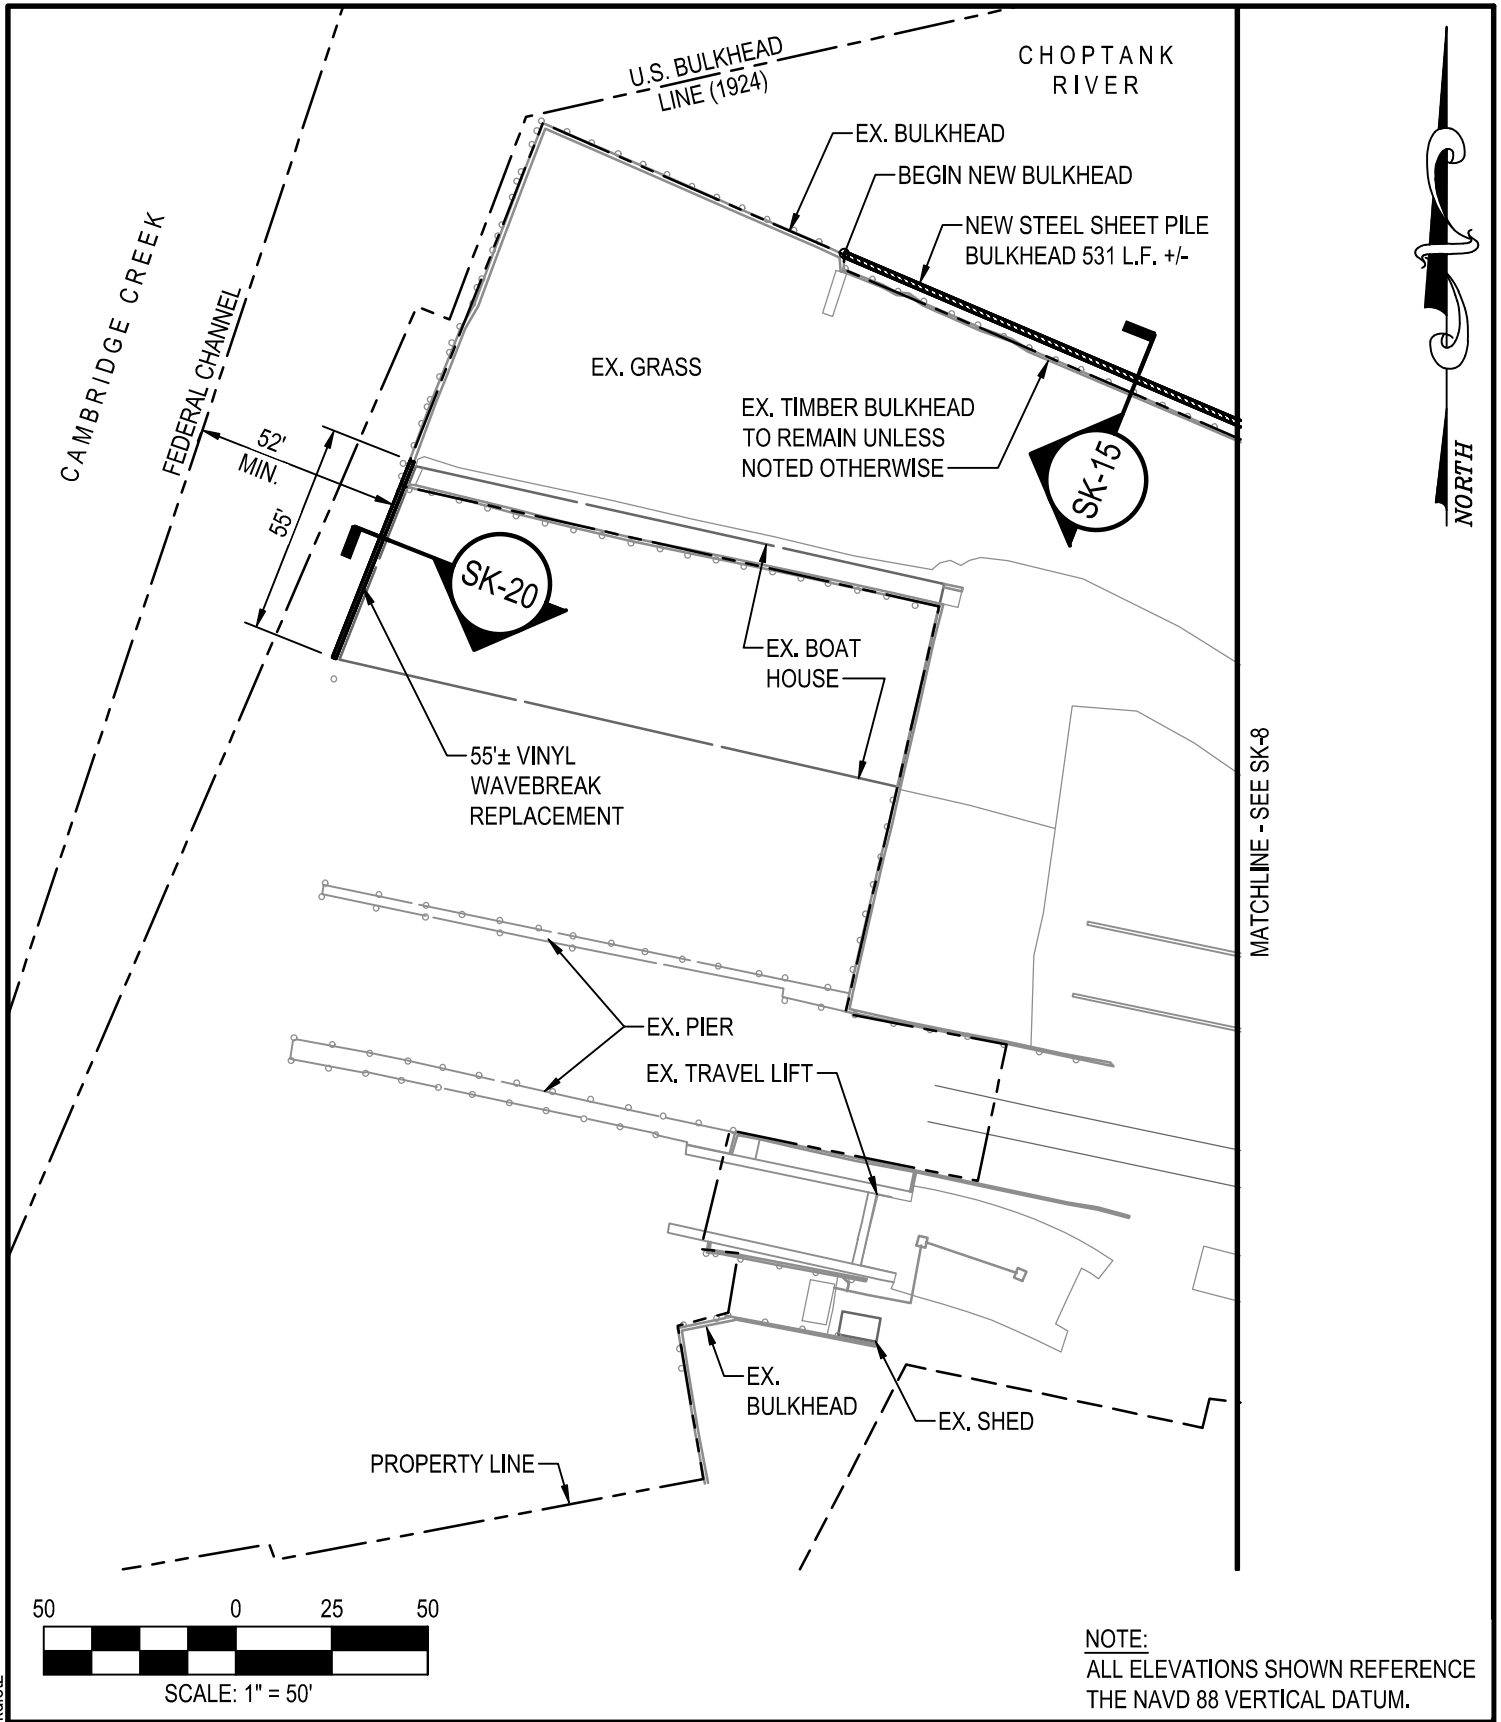 U.S. BULKHEAD
LINE (1924)
CHOPTANK
RIVER
EX. BULKHEAD
BEGIN NEW BULKHEAD
NEW STEEL SHEET PILE
BULKHEAD 531 L.F. +/-
CAMBRIDGE CREEK
FEDERAL CHANNEL
EX. GRASS
52'
MIN.
55'
EX. TIMBER BULKHEAD
TO REMAIN UNLESS
NOTED OTHERWISE
SK-15
NORTH
SK-20
EX. BOAT
HOUSE
55'± VINYL
WAVEBREAK
REPLACEMENT
MATCHLINE - SEE SK-8
EX. PIER
EX. TRAVEL LIFT
EX.
BULKHEAD
EX. SHED
PROPERTY LINE
50 0 25 50
SCALE: 1" = 50'
NOTE:
ALL ELEVATIONS SHOWN REFERENCE
THE NAVD 88 VERTICAL DATUM.